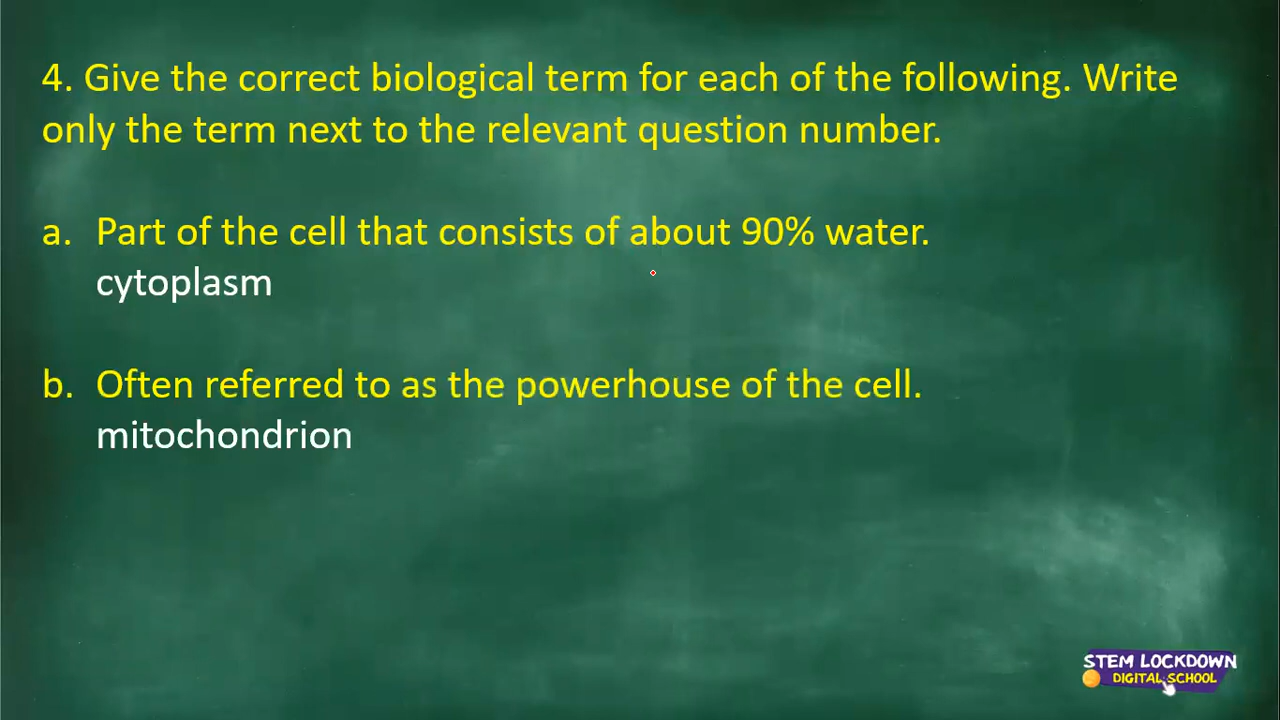 4. Give the correct biological term for each of the following. Write
only the term next to the relevant question number.
a. Part of the cell that consists of about 90% water.
cytoplasm
b. Often referred to as the powerhouse of the cell.
mitochondrion
STEM LOCKDOWN
DIGITAL SCHOOL